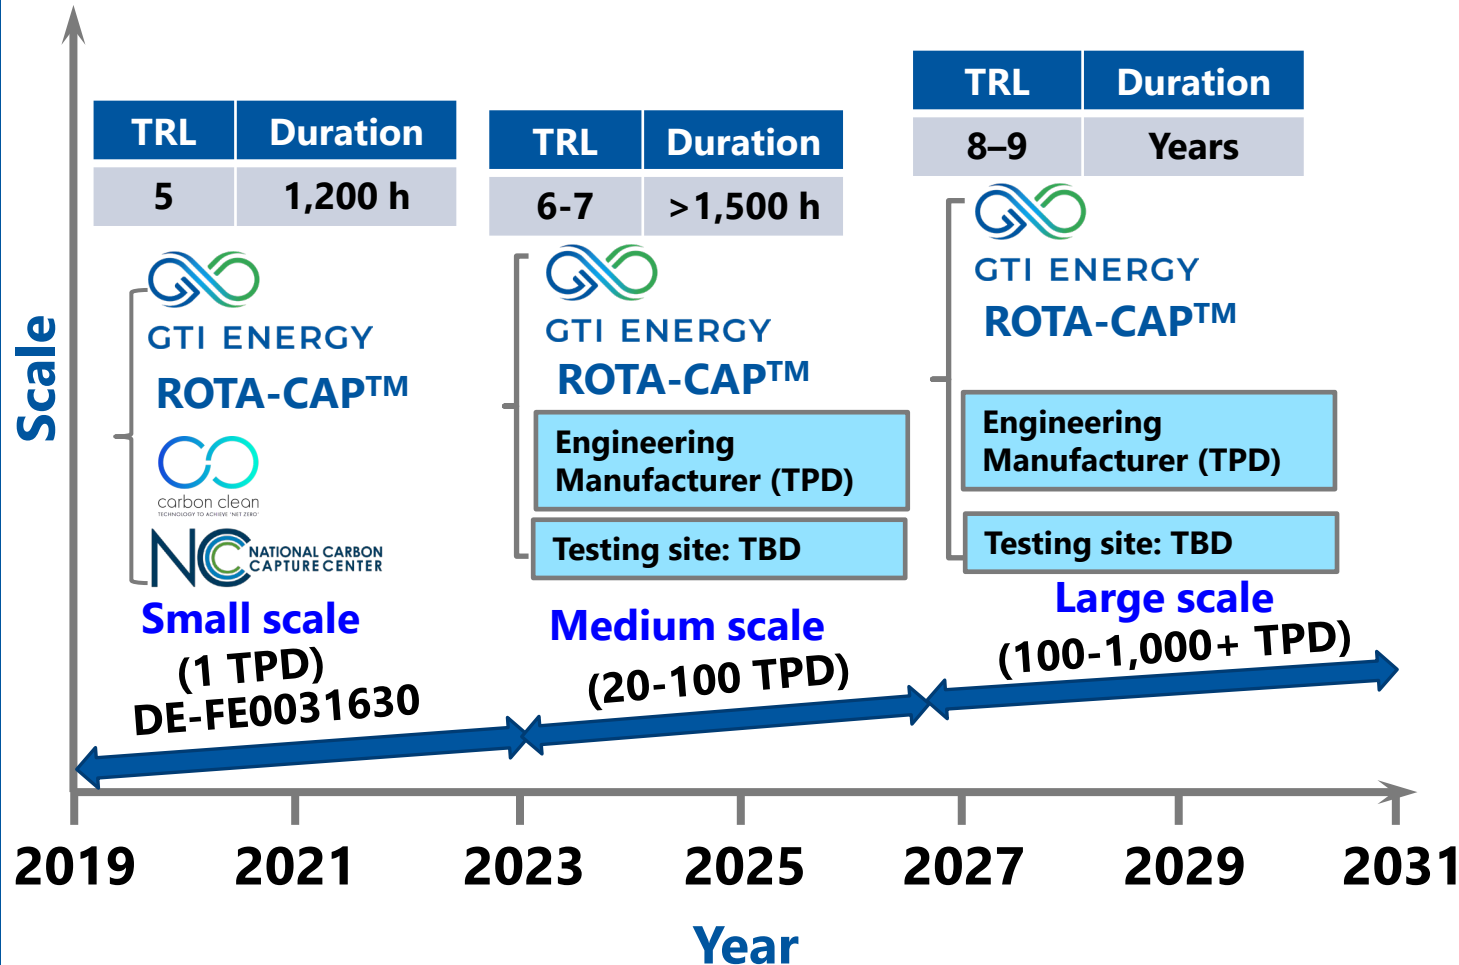 Scale
TRL Duration
5 1,200 h
GTI ENERGY
ROTA-CAP™
carbon clean
TECHNOLOGY TO ACHIEVE 'NET ZERO'
NCC NATIONAL CARBON
CAPTURE CENTER
Small scale
(1 TPD)
DE-FE0031630
TRL Duration
6-7 >1,500 h
GTI ENERGY
ROTA-CAP™
Engineering
Manufacturer (TPD)
Testing site: TBD
Medium scale
(20-100 TPD)
TRL Duration
8–9 Years
GTI ENERGY
ROTA-CAP™
Engineering
Manufacturer (TPD)
Testing site: TBD
Large scale
(100-1,000+ TPD)
2019 2021 2023 2025 2027 2029 2031
Year